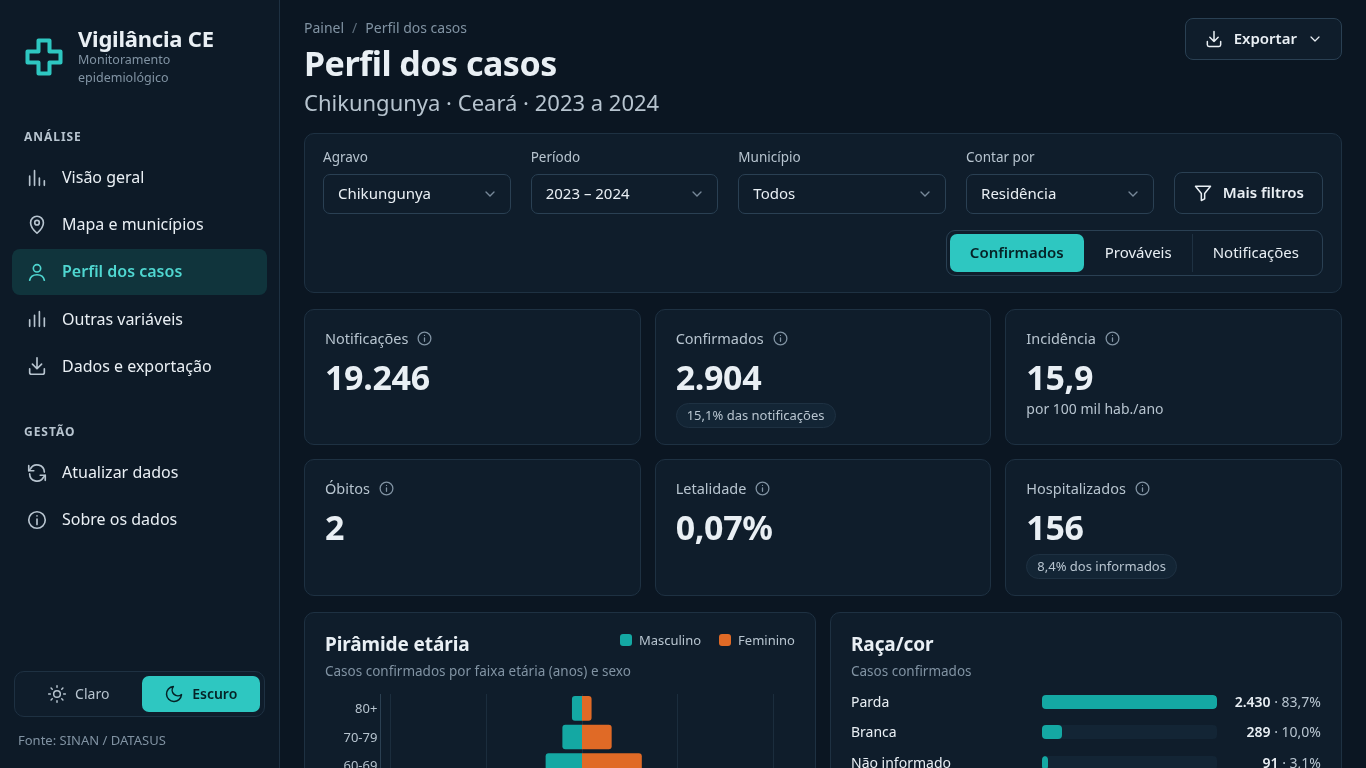 Vigilância CE
Monitoramento
epidemiológico
ANÁLISE
Visão geral
Mapa e municípios
Perfil dos casos
Outras variáveis
Dados e exportação
GESTÃO
Atualizar dados
Sobre os dados
Claro
Escuro
Fonte: SINAN / DATASUS
Painel / Perfil dos casos
Exportar
Perfil dos casos
Chikungunya · Ceará · 2023 a 2024
Agravo
Período
Município
Contar por
Chikungunya
2023 – 2024
Todos
Residência
Mais filtros
Confirmados
Prováveis
Notificações
Notificações
19.246
Confirmados
2.904
15,1% das notificações
Incidência
15,9
por 100 mil hab./ano
Óbitos
2
Letalidade
0,07%
Hospitalizados
156
8,4% dos informados
Pirâmide etária
Masculino
Feminino
Casos confirmados por faixa etária (anos) e sexo
80+
70-79
60-69
Raça/cor
Casos confirmados
Parda 2.430 · 83,7%
Branca 289 · 10,0%
Não informado 91 · 3,1%